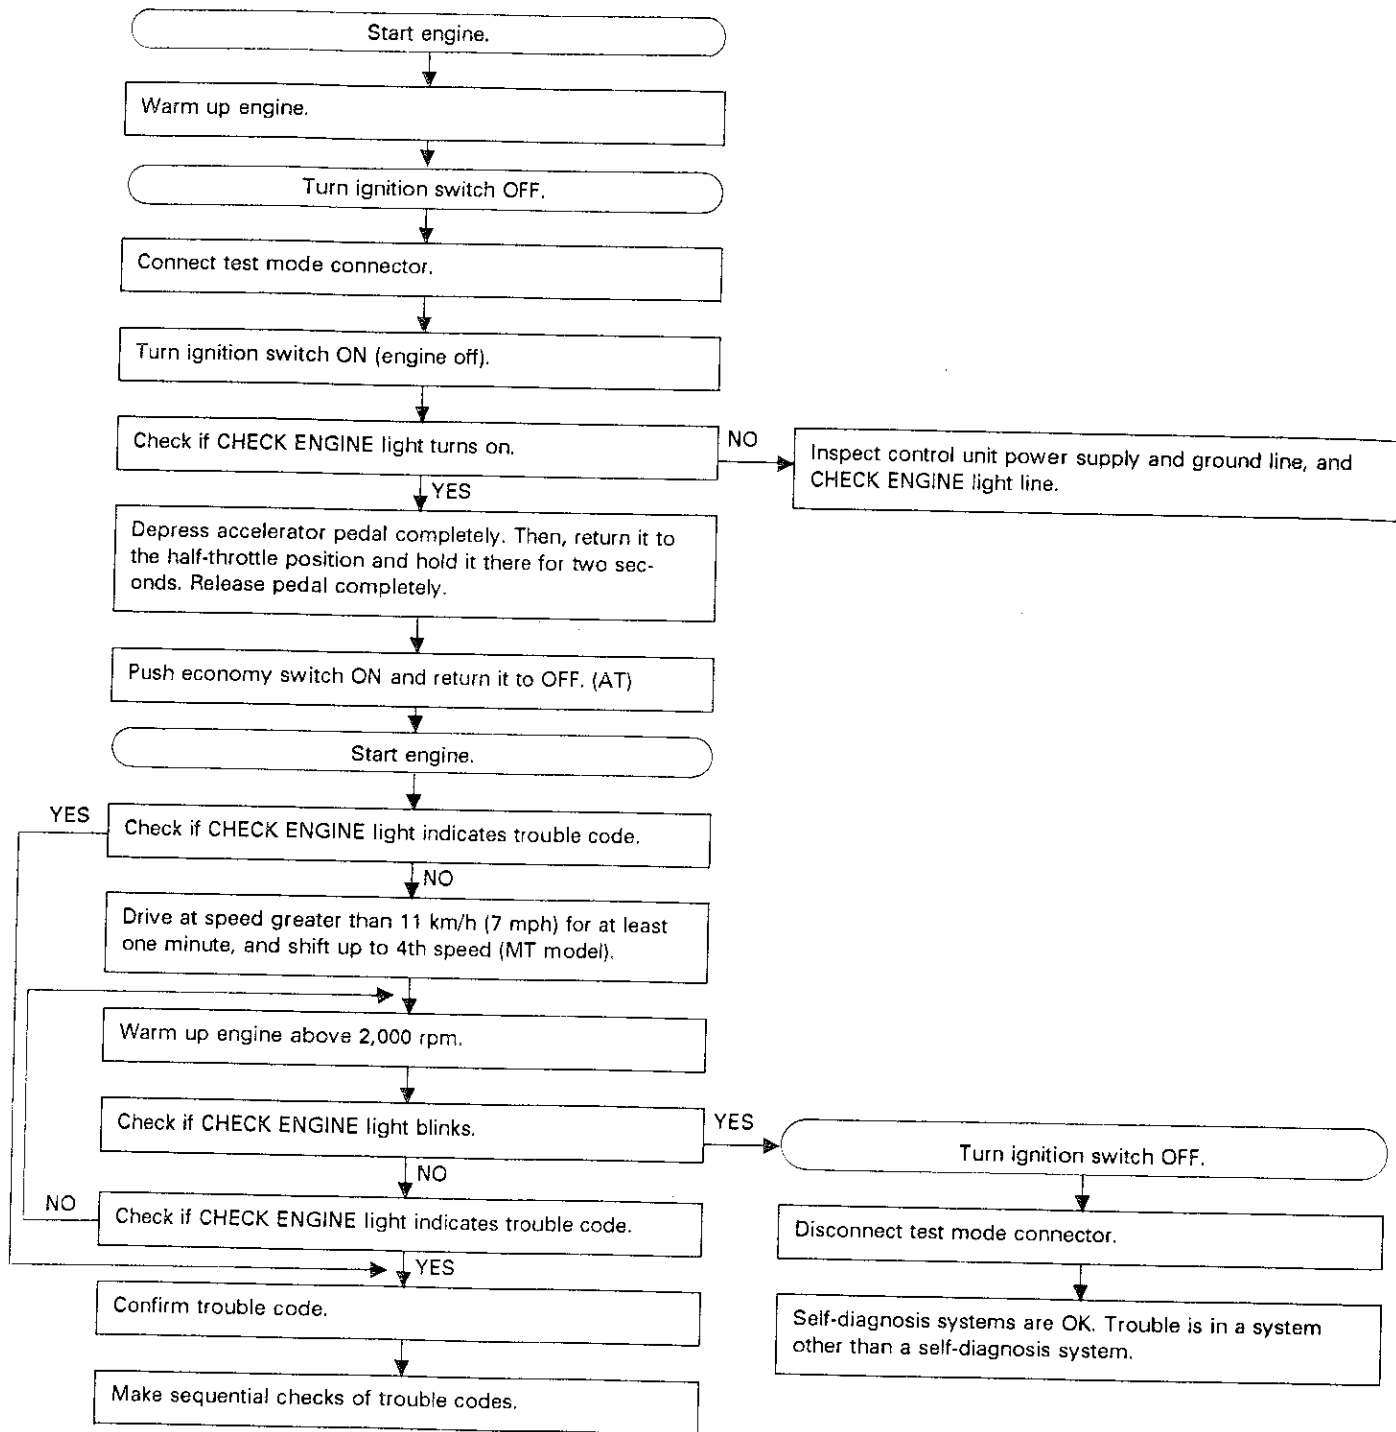 Start engine.
Warm up engine.
Turn ignition switch OFF.
Connect test mode connector.
Turn ignition switch ON (engine off).
Check if CHECK ENGINE light turns on.
NO
Inspect control unit power supply and ground line, and
CHECK ENGINE light line.
YES
Depress accelerator pedal completely. Then, return it to
the half-throttle position and hold it there for two sec-
onds. Release pedal completely.
Push economy switch ON and return it to OFF. (AT)
Start engine.
YES
Check if CHECK ENGINE light indicates trouble code.
NO
Drive at speed greater than 11 km/h (7 mph) for at least
one minute, and shift up to 4th speed (MT model).
Warm up engine above 2,000 rpm.
Check if CHECK ENGINE light blinks.
YES
Turn ignition switch OFF.
NO
NO
Check if CHECK ENGINE light indicates trouble code.
Disconnect test mode connector.
YES
Confirm trouble code.
Self-diagnosis systems are OK. Trouble is in a system
other than a self-diagnosis system.
Make sequential checks of trouble codes.